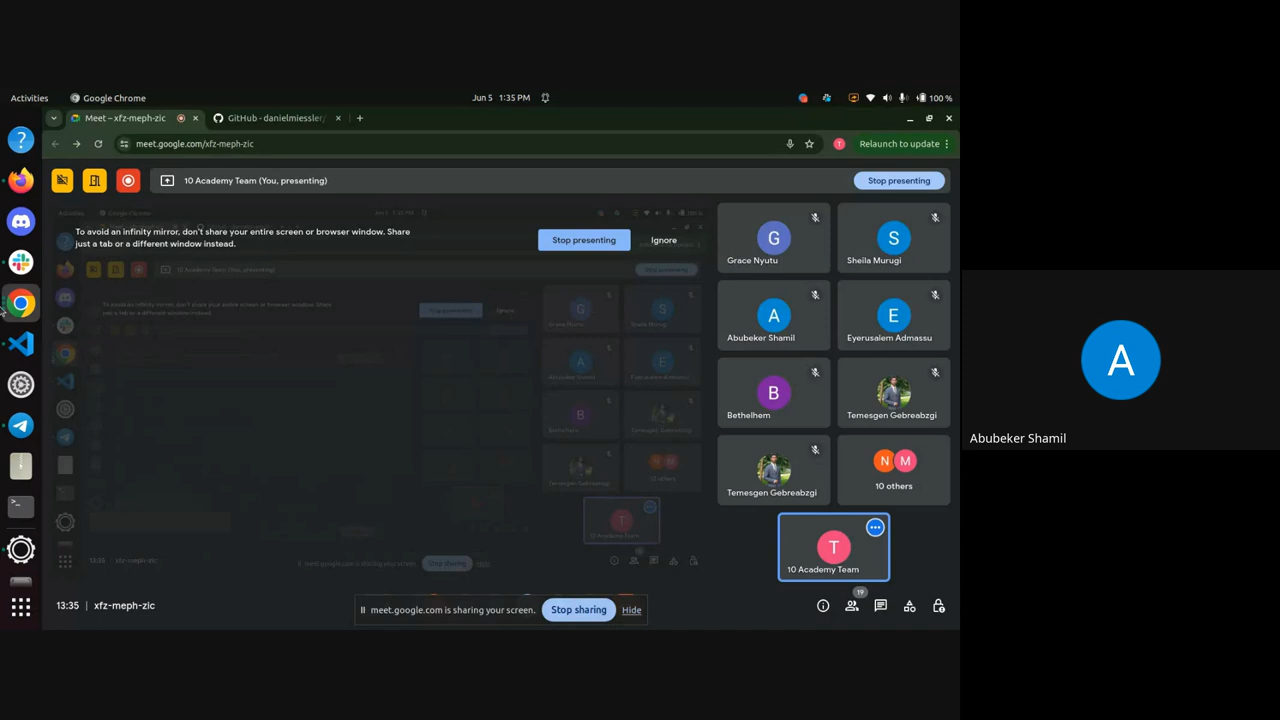 Activities
Google Chrome
Jun 5 1:35 PM
100 %
Meet – xfz-meph-zic
GitHub - danielmiessler/
meet.google.com/xfz-meph-zic
T
Relaunch to update
10 Academy Team (You, presenting)
Stop presenting
To avoid an infinity mirror, don't share your entire screen or browser window. Share
just a tab or a different window instead.
Stop presenting
Ignore
G
Grace Nyutu
S
Sheila Murugi
A
Abubeker Shamil
E
Eyerusalem Admassu
B
Bethelhem
Temesgen Gebreabzgi
Temesgen Gebreabzgi
N M
10 others
T
10 Academy Team
13:35 | xfz-meph-zic
meet.google.com is sharing your screen.
Stop sharing
Hide
19
A
Abubeker Shamil